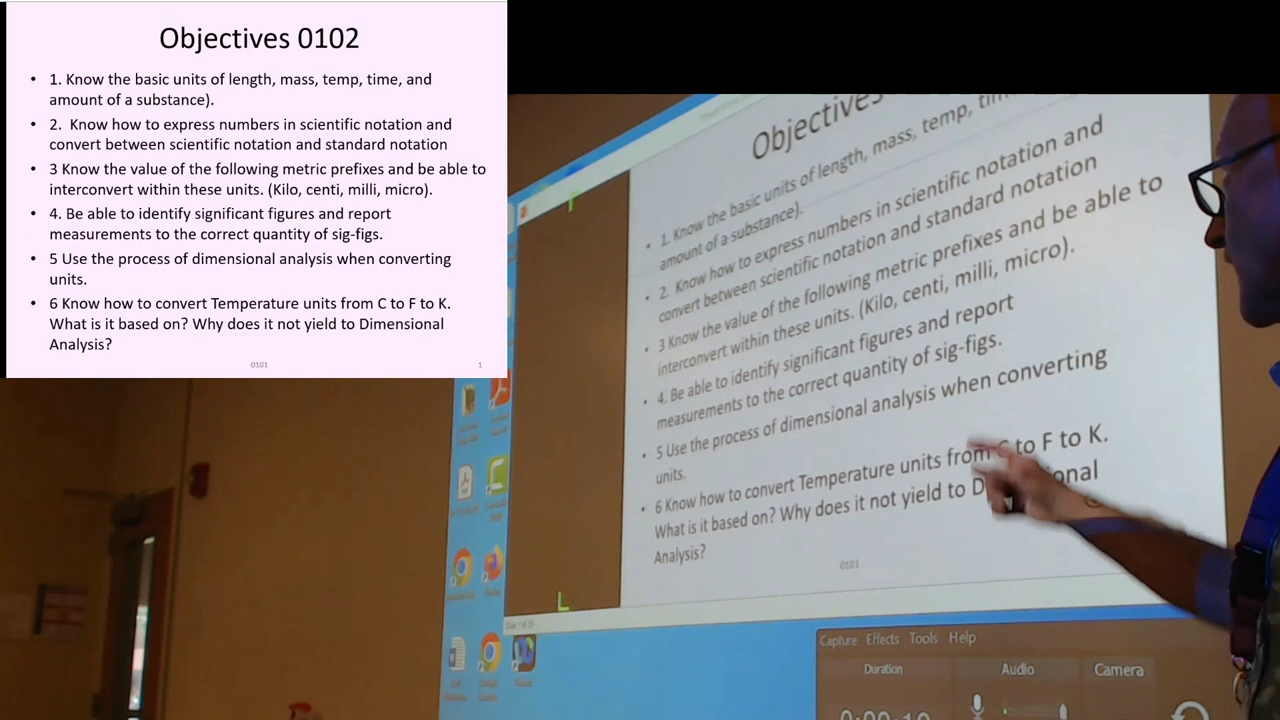 Objectives 0102
• 1. Know the basic units of length, mass, temp, time, and
amount of a substance).
• 2.  Know how to express numbers in scientific notation and
convert between scientific notation and standard notation
• 3 Know the value of the following metric prefixes and be able to
interconvert within these units. (Kilo, centi, milli, micro).
• 4. Be able to identify significant figures and report
measurements to the correct quantity of sig-figs.
• 5 Use the process of dimensional analysis when converting
units.
• 6 Know how to convert Temperature units from C to F to K.
What is it based on? Why does it not yield to Dimensional
Analysis?
0101
1
Objectives
• 1. Know the basic units of length, mass, temp,
amount of a substance).
• 2. Know how to express numbers in scientific notation and
convert between scientific notation and standard notation
• 3 Know the value of the following metric prefixes and be able to
interconvert within these units. (Kilo, centi, milli, micro).
• 4. Be able to identify significant figures and report
measurements to the correct quantity of sig-figs.
• 5 Use the process of dimensional analysis when converting
units.
• 6 Know how to convert Temperature units from C to F to K.
What is it based on? Why does it not yield to
Analysis?
0101
Capture Effects Tools Help
Duration Audio Camera